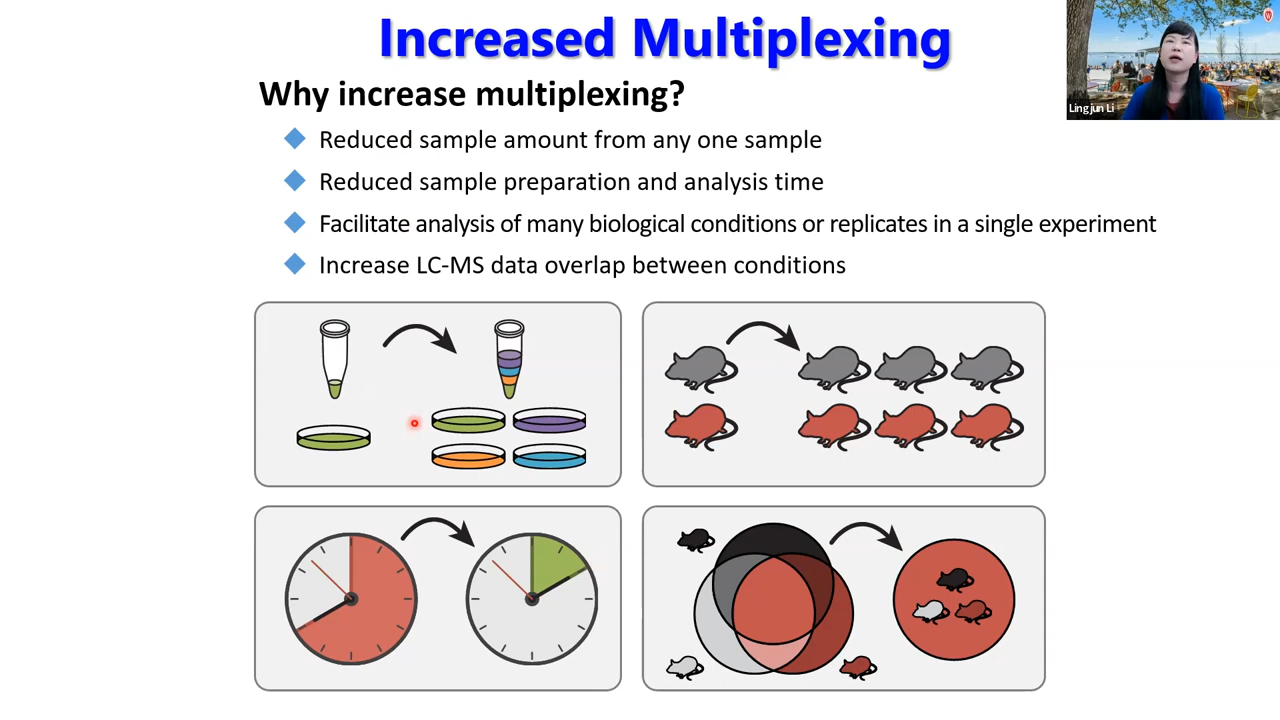 Increased Multiplexing
Why increase multiplexing?
Reduced sample amount from any one sample
Reduced sample preparation and analysis time
Facilitate analysis of many biological conditions or replicates in a single experiment
Increase LC-MS data overlap between conditions
Lingjun Li